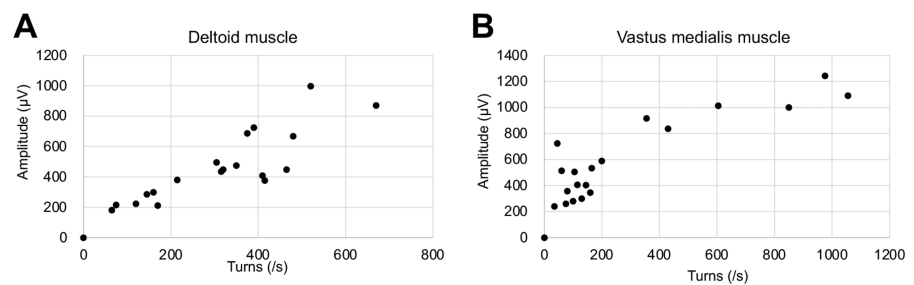 A
Deltoid muscle
Amplitude (μV)
1200
1000
800
600
400
200
0
0 200 400 600 800
Turns (/s)
B
Vastus medialis muscle
Amplitude (μV)
1400
1200
1000
800
600
400
200
0
0 200 400 600 800 1000 1200
Turns (/s)